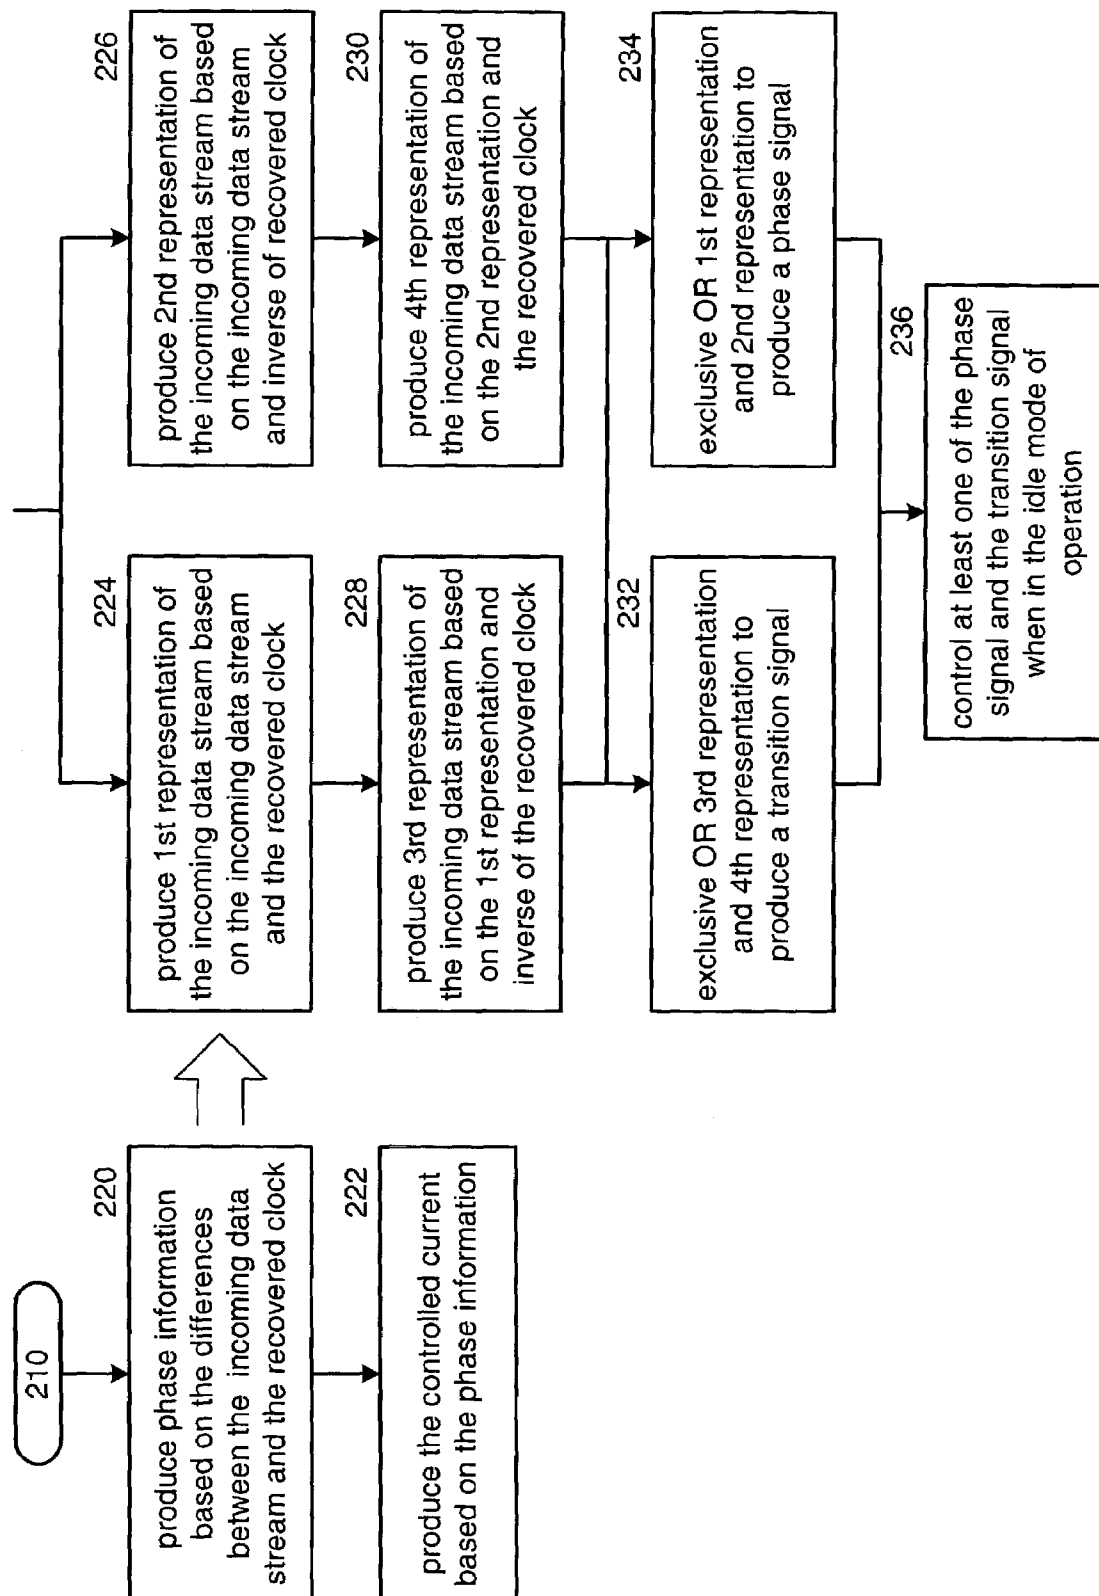 210
220
produce phase information
based on the differences
between the incoming data
stream and the recovered clock
222
produce the controlled current
based on the phase information
224
produce 1st representation of
the incoming data stream based
on the incoming data stream
and the recovered clock
226
produce 2nd representation of
the incoming data stream based
on the incoming data stream
and inverse of recovered clock
228
produce 3rd representation of
the incoming data stream based
on the 1st representation and
inverse of the recovered clock
230
produce 4th representation of
the incoming data stream based
on the 2nd representation and
the recovered clock
232
exclusive OR 3rd representation
and 4th representation to
produce a transition signal
234
exclusive OR 1st representation
and 2nd representation to
produce a phase signal
236
control at least one of the phase
signal and the transition signal
when in the idle mode of
operation